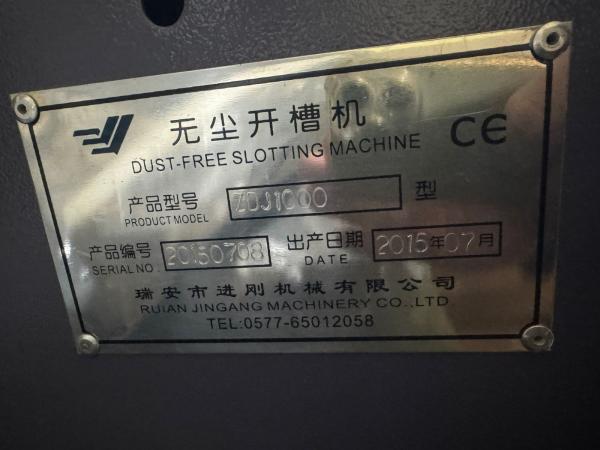 无尘开槽机
DUST-FREE SLOTTING MACHINE CE
产品型号 ZDJ1000 型
PRODUCT MODEL
产品编号 20150708 出产日期 2015年07月
SERIAL NO. DATE
瑞安市进刚机械有限公司
RUIAN JINGANG MACHINERY CO.,LTD
TEL:0577-65012058